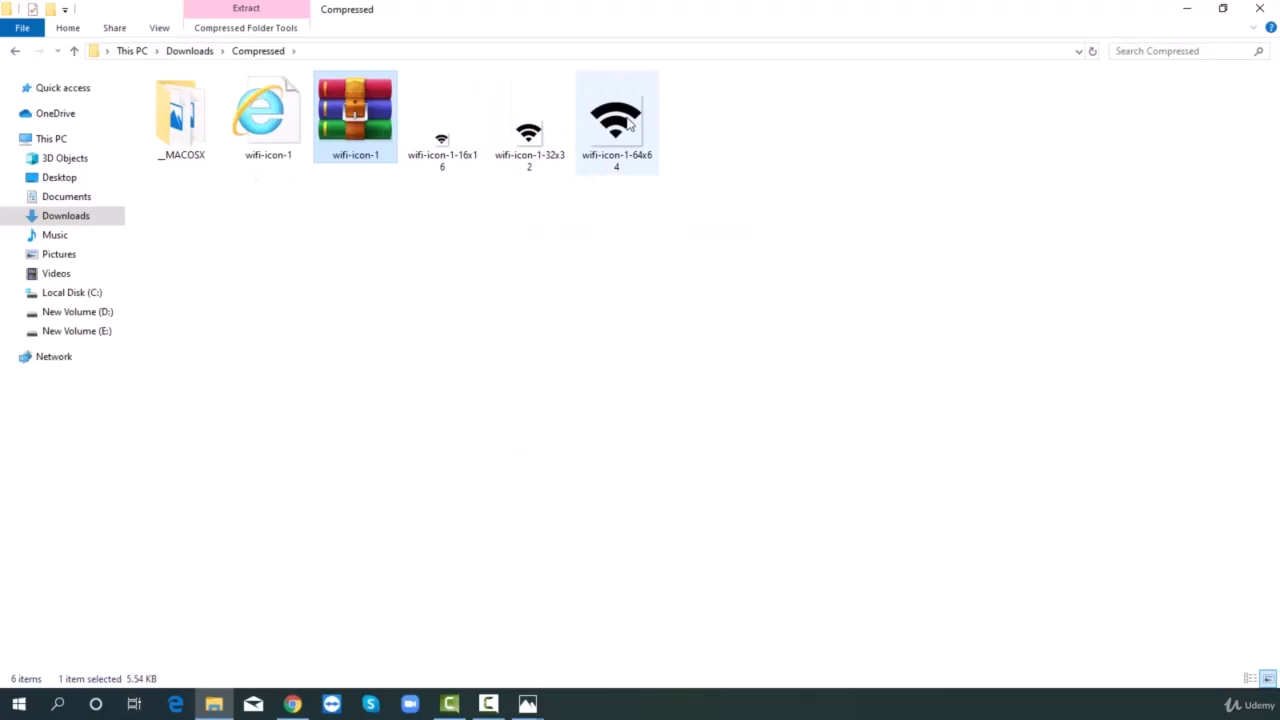 Extract
Compressed
File
Home
Share
View
Compressed Folder Tools
This PC
Downloads
Compressed
Search Compressed
Quick access
OneDrive
This PC
3D Objects
Desktop
Documents
Downloads
Music
Pictures
Videos
Local Disk (C:)
New Volume (D:)
New Volume (E:)
Network
__MACOSX
wifi-icon-1
wifi-icon-1
wifi-icon-1-16x1
6
wifi-icon-1-32x3
2
wifi-icon-1-64x6
4
6 items
1 item selected 5.54 KB
Udemy